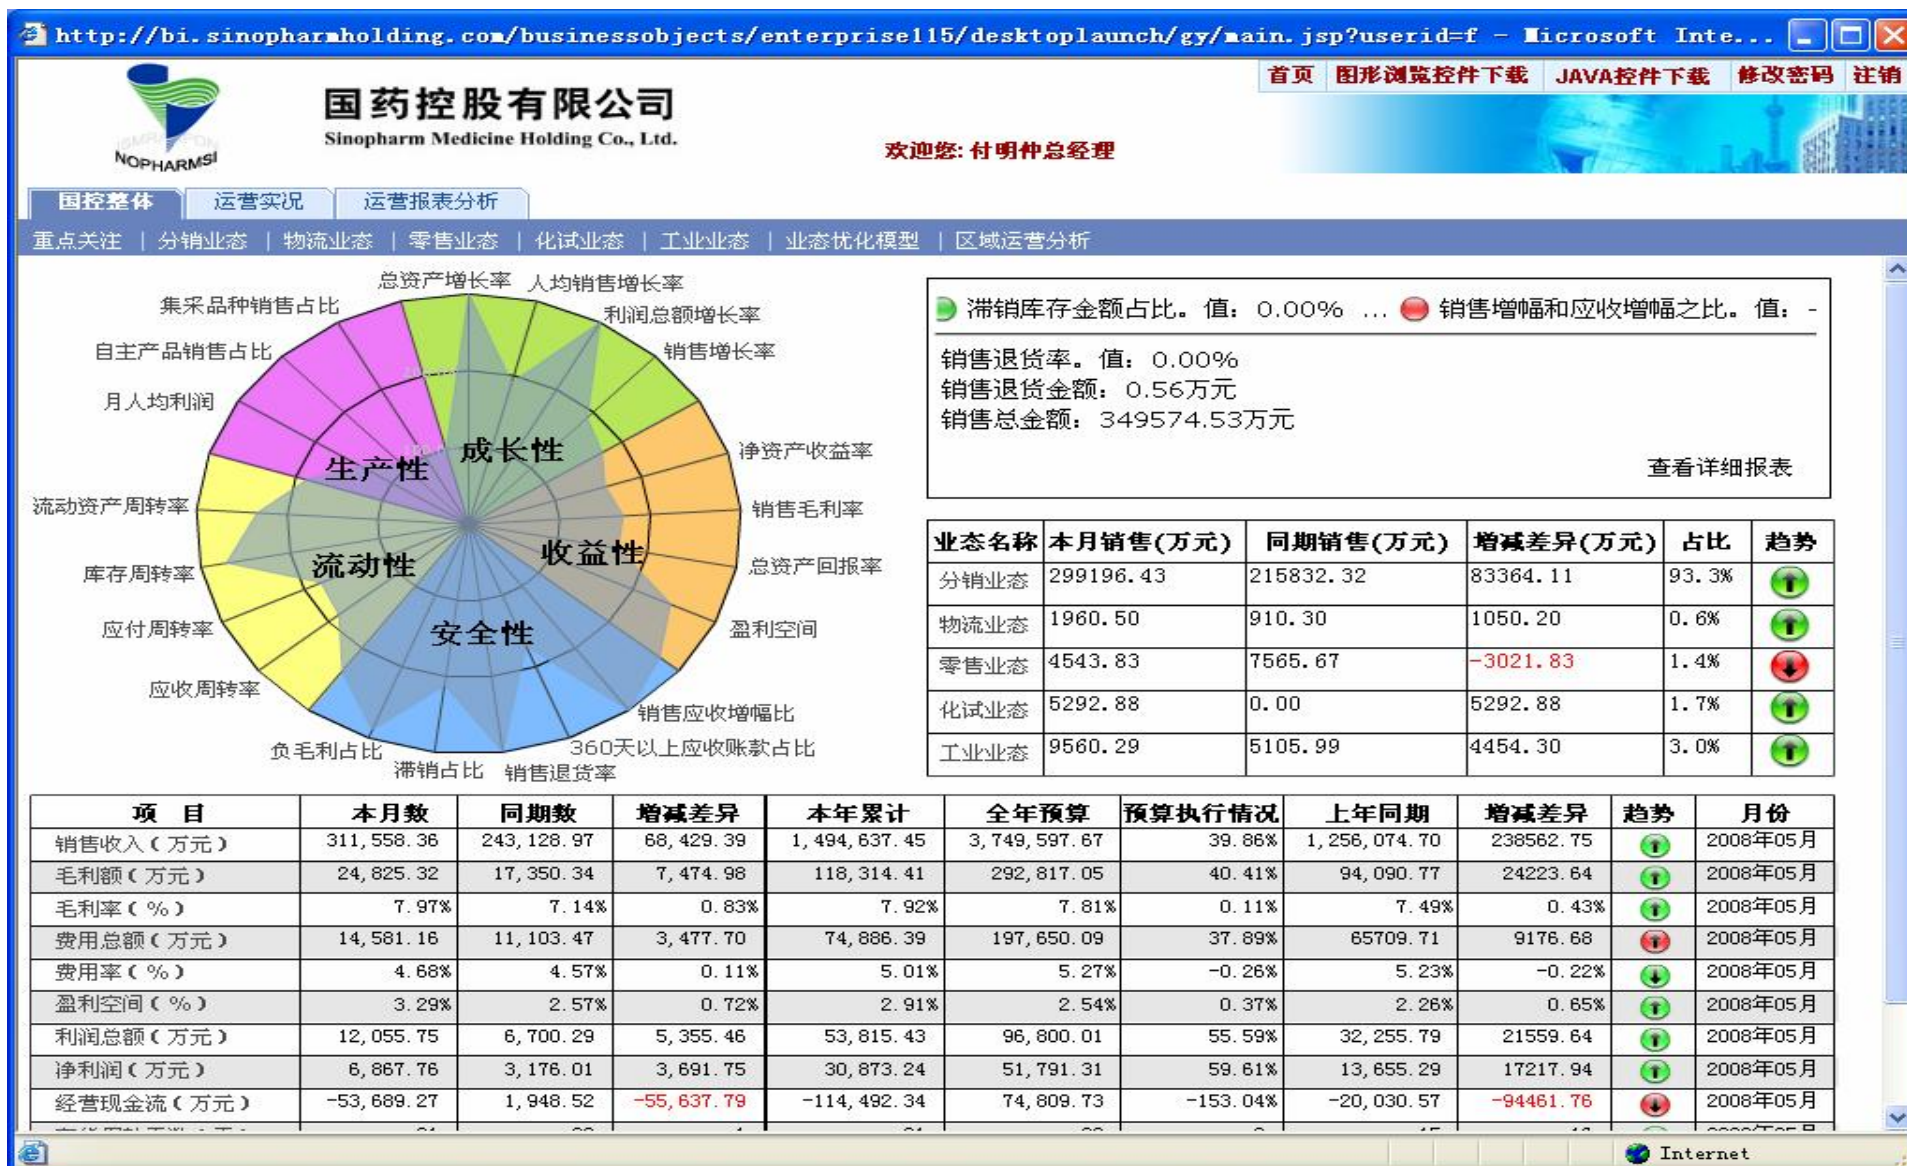 http://bi.sinopharmholding.com/businessobjects/enterprise115/desktoplaunch/gy/main.jsp?userid=f - Microsoft Inte...
首页 图形浏览控件下载 JAVA控件下载 修改密码 注销
国药控股有限公司
Sinopharm Medicine Holding Co., Ltd.
NOPHARMSI
欢迎您: 付明仲总经理
国控整体 运营实况 运营报表分析
重点关注 | 分销业态 | 物流业态 | 零售业态 | 化试业态 | 工业业态 | 业态优化模型 | 区域运营分析
总资产增长率
人均销售增长率
利润总额增长率
销售增长率
净资产收益率
销售毛利率
总资产回报率
盈利空间
销售应收增幅比
360天以上应收账款占比
销售退货率
滞销占比
负毛利占比
应收周转率
应付周转率
库存周转率
流动资产周转率
月人均利润
自主产品销售占比
集采品种销售占比
成长性
生产性
收益性
流动性
安全性
滞销库存金额占比。值: 0.00% ... 销售增幅和应收增幅之比。值: -
销售退货率。值: 0.00%
销售退货金额: 0.56万元
销售总金额: 349574.53万元
查看详细报表
业态名称 本月销售(万元) 同期销售(万元) 增减差异(万元) 占比 趋势
分销业态 299196.43 215832.32 83364.11 93.3%
物流业态 1960.50 910.30 1050.20 0.6%
零售业态 4543.83 7565.67 -3021.83 1.4%
化试业态 5292.88 0.00 5292.88 1.7%
工业业态 9560.29 5105.99 4454.30 3.0%
项 目 本月数 同期数 增减差异 本年累计 全年预算 预算执行情况 上年同期 增减差异 趋势 月份
销售收入(万元) 311,558.36 243,128.97 68,429.39 1,494,637.45 3,749,597.67 39.86% 1,256,074.70 238562.75 2008年05月
毛利额(万元) 24,825.32 17,350.34 7,474.98 118,314.41 292,817.05 40.41% 94,090.77 24223.64 2008年05月
毛利率(%) 7.97% 7.14% 0.83% 7.92% 7.81% 0.11% 7.49% 0.43% 2008年05月
费用总额(万元) 14,581.16 11,103.47 3,477.70 74,886.39 197,650.09 37.89% 65709.71 9176.68 2008年05月
费用率(%) 4.68% 4.57% 0.11% 5.01% 5.27% -0.26% 5.23% -0.22% 2008年05月
盈利空间(%) 3.29% 2.57% 0.72% 2.91% 2.54% 0.37% 2.26% 0.65% 2008年05月
利润总额(万元) 12,055.75 6,700.29 5,355.46 53,815.43 96,800.01 55.59% 32,255.79 21559.64 2008年05月
净利润(万元) 6,867.76 3,176.01 3,691.75 30,873.24 51,791.31 59.61% 13,655.29 17217.94 2008年05月
经营现金流(万元) -53,689.27 1,948.52 -55,637.79 -114,492.34 74,809.73 -153.04% -20,030.57 -94461.76 2008年05月
Internet